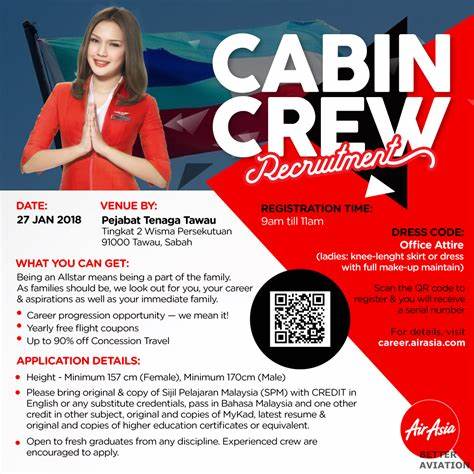 CABIN
CREW
Recruitment
DATE:
27 JAN 2018
VENUE BY:
Pejabat Tenaga Tawau
Tingkat 2 Wisma Persekutuan
91000 Tawau, Sabah
REGISTRATION TIME:
9am till 11am
DRESS CODE:
Office Attire
(ladies: knee-lenght skirt or dress
with full make-up maintain)
WHAT YOU CAN GET:
Being an Allstar means being a part of the family.
As families should be, we look out for you, your career
& aspirations as well as your immediate family.
• Career progression opportunity — we mean it!
• Yearly free flight coupons
• Up to 90% off Concession Travel
Scan the QR code to
register & you will receive
a serial number
For details, visit
career.airasia.com
APPLICATION DETAILS:
• Height - Minimum 157 cm (Female), Minimum 170cm (Male)
• Please bring original & copy of Sijil Pelajaran Malaysia (SPM) with CREDIT in
English or any substitute credentials, pass in Bahasa Malaysia and one other
credit in other subject, original and copies of MyKad, latest resume &
original and copies of higher education certificates or equivalent.
• Open to fresh graduates from any discipline. Experienced crew are
encouraged to apply.
AirAsia
BETTER
AVIATION